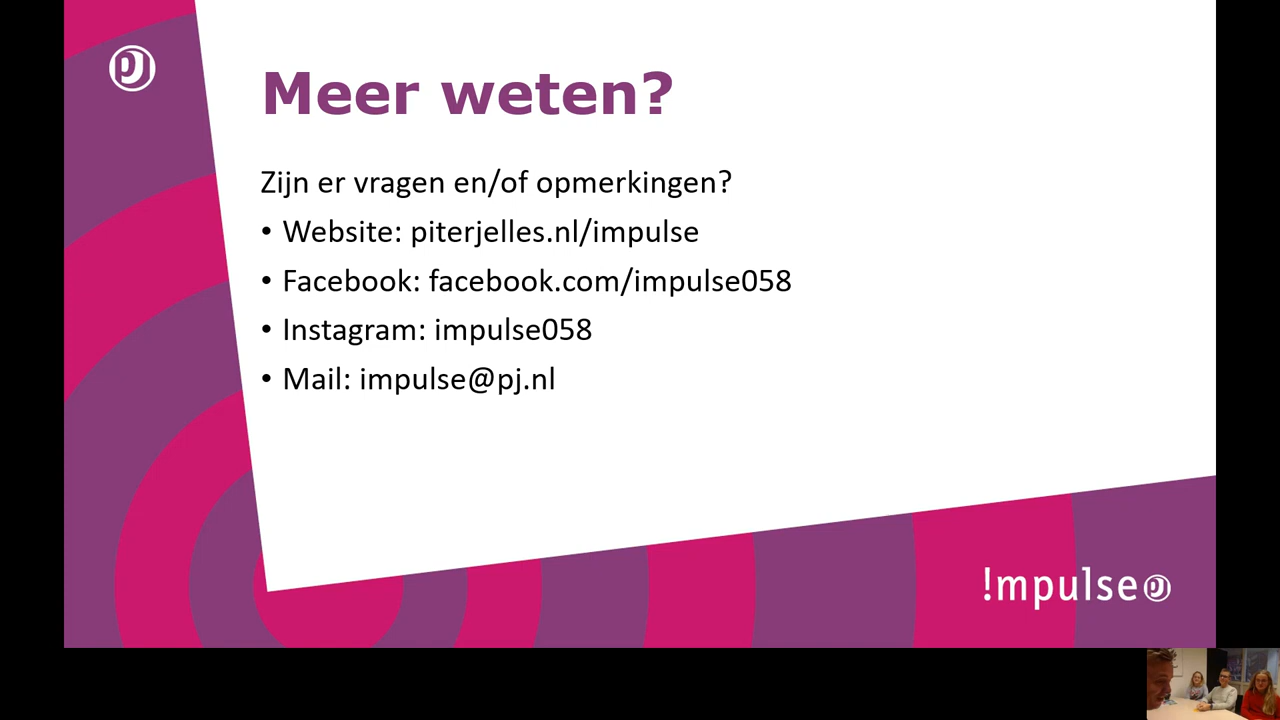 PJ
Meer weten?
Zijn er vragen en/of opmerkingen?
• Website: piterjelles.nl/impulse
• Facebook: facebook.com/impulse058
• Instagram: impulse058
• Mail: impulse@pj.nl
!mpulse PJ